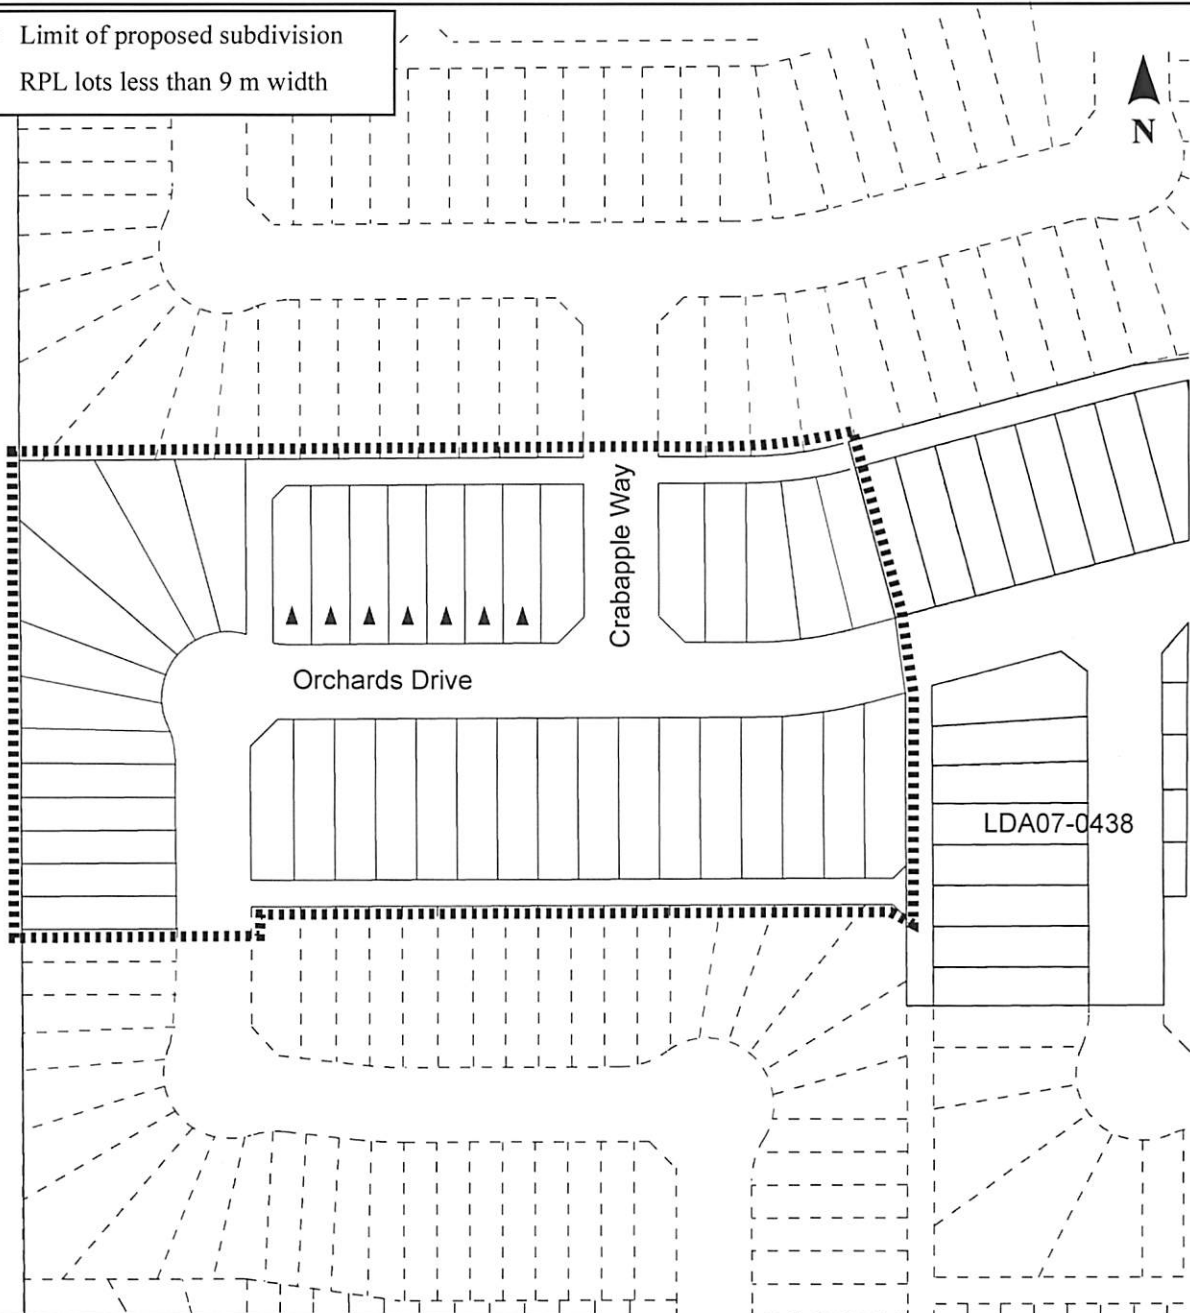 Limit of proposed subdivision
RPL lots less than 9 m width
N
Crabapple Way
Orchards Drive
LDA07-0438